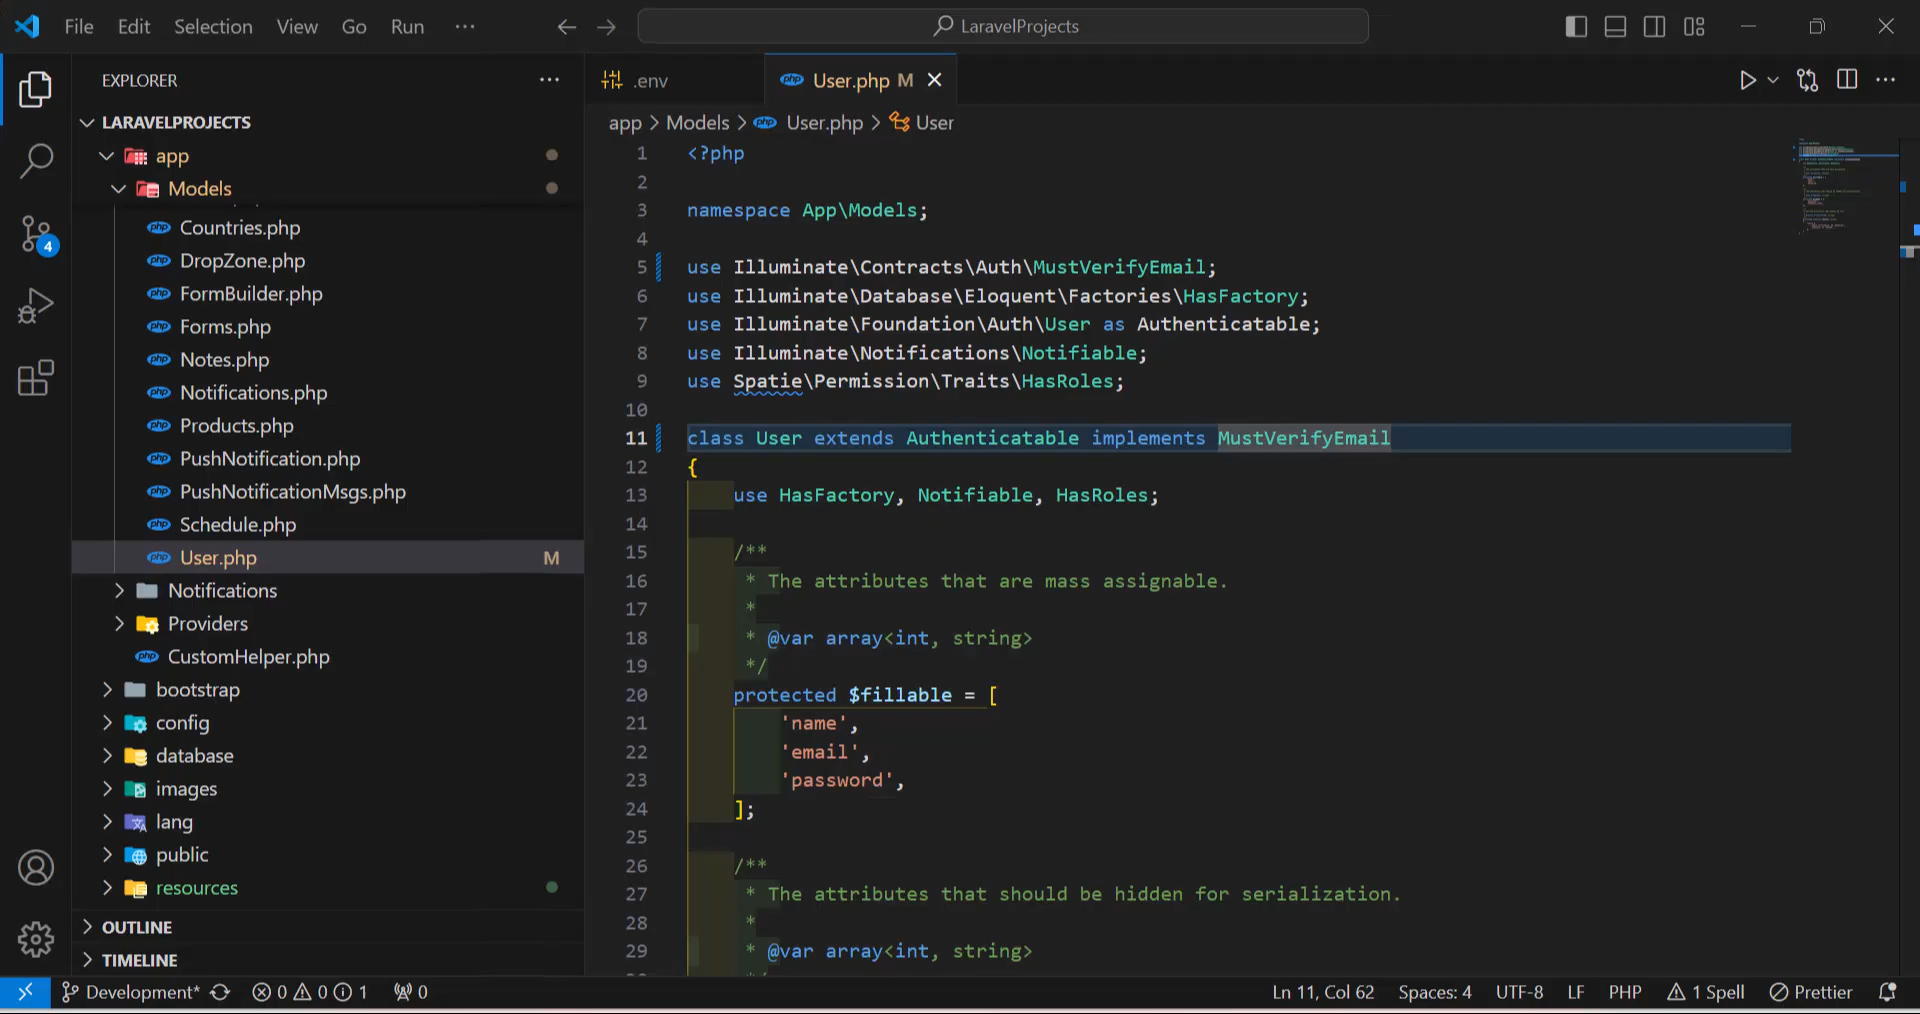 File Edit Selection View Go Run ··· LaravelProjects
EXPLORER
LARAVELPROJECTS
app
Models
Countries.php
DropZone.php
FormBuilder.php
Forms.php
Notes.php
Notifications.php
Products.php
PushNotification.php
PushNotificationMsgs.php
Schedule.php
User.php M
Notifications
Providers
CustomHelper.php
bootstrap
config
database
images
lang
public
resources
OUTLINE
TIMELINE
4
.env User.php M
app > Models > User.php > User
1 <?php
2
3 namespace App\Models;
4
5 use Illuminate\Contracts\Auth\MustVerifyEmail;
6 use Illuminate\Database\Eloquent\Factories\HasFactory;
7 use Illuminate\Foundation\Auth\User as Authenticatable;
8 use Illuminate\Notifications\Notifiable;
9 use Spatie\Permission\Traits\HasRoles;
10
11 class User extends Authenticatable implements MustVerifyEmail
12 {
13 use HasFactory, Notifiable, HasRoles;
14
15 /**
16 * The attributes that are mass assignable.
17 *
18 * @var array<int, string>
19 */
20 protected $fillable = [
21 'name',
22 'email',
23 'password',
24 ];
25
26 /**
27 * The attributes that should be hidden for serialization.
28 *
29 * @var array<int, string>
Development* 0 0 1 0 Ln 11, Col 62 Spaces: 4 UTF-8 LF PHP 1 Spell Prettier